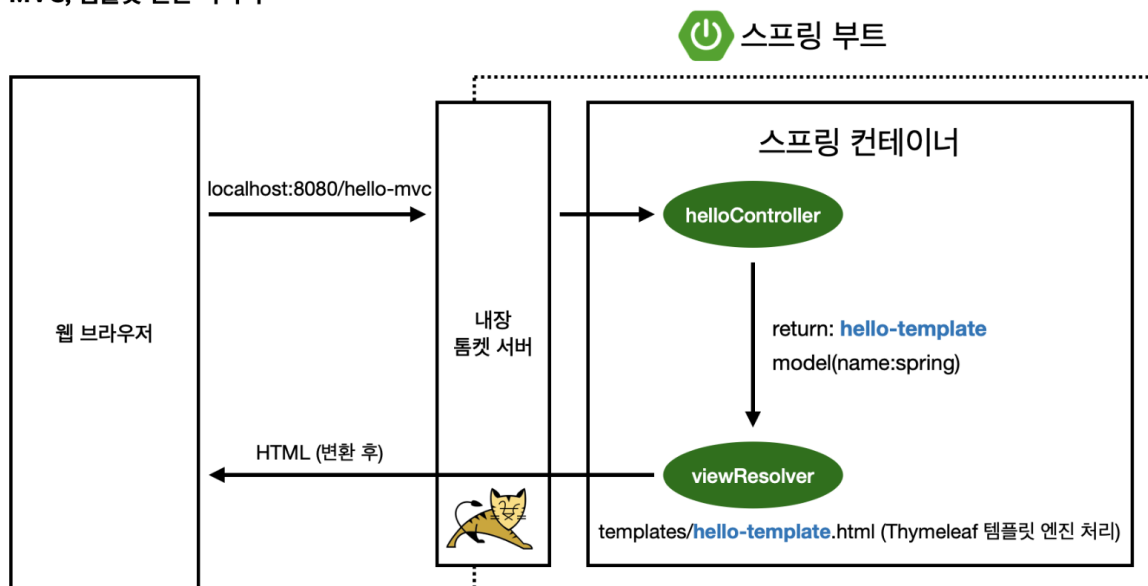 스프링 부트
스프링 컨테이너
localhost:8080/hello-mvc
helloController
웹 브라우저
내장
톰켓 서버
return: hello-template
model(name:spring)
HTML (변환 후)
viewResolver
templates/hello-template.html (Thymeleaf 템플릿 엔진 처리)